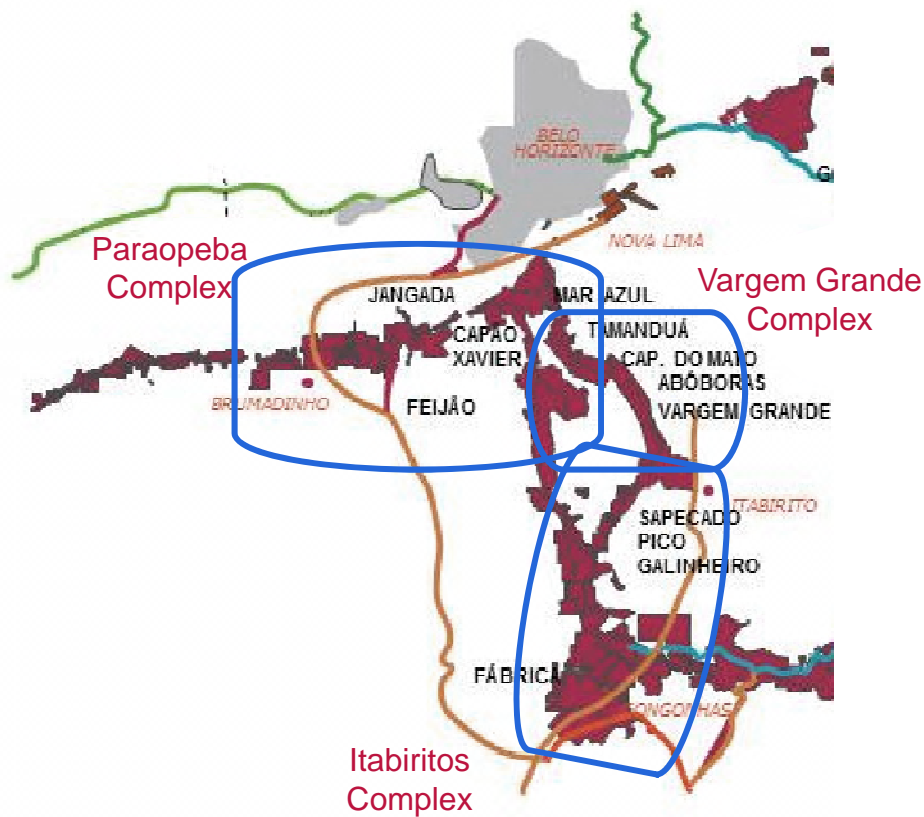 BELO
HORIZONTE
G
NOVA LIMA
Paraopeba
Complex
Vargem Grande
Complex
JANGADA
MAR AZUL
CAPAO
XAVIER
TAMANDUÁ
CAP. DO MATO
ABÓBORAS
VARGEM GRANDE
BRUMADINHO
FEIJÃO
ITABIRITO
SAPECADO
PICO
GALINHEIRO
FÁBRICA
CONGONHAS
Itabiritos
Complex